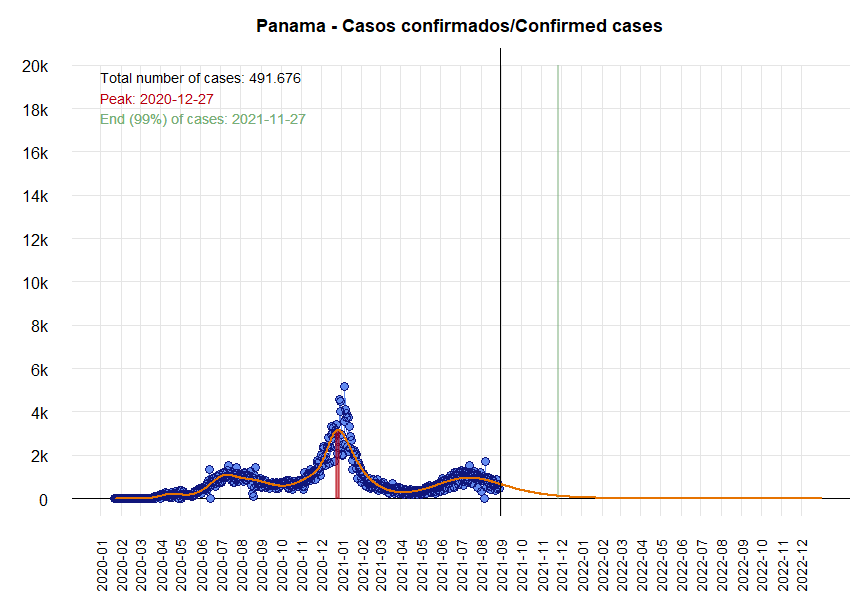 Panama - Casos confirmados/Confirmed cases
Total number of cases: 491.676
Peak: 2020-12-27
End (99%) of cases: 2021-11-27
20k
18k
16k
14k
12k
10k
8k
6k
4k
2k
0
2020-01
2020-02
2020-03
2020-04
2020-05
2020-06
2020-07
2020-08
2020-09
2020-10
2020-11
2020-12
2021-01
2021-02
2021-03
2021-04
2021-05
2021-06
2021-07
2021-08
2021-09
2021-10
2021-11
2021-12
2022-01
2022-02
2022-03
2022-04
2022-05
2022-06
2022-07
2022-08
2022-09
2022-10
2022-11
2022-12